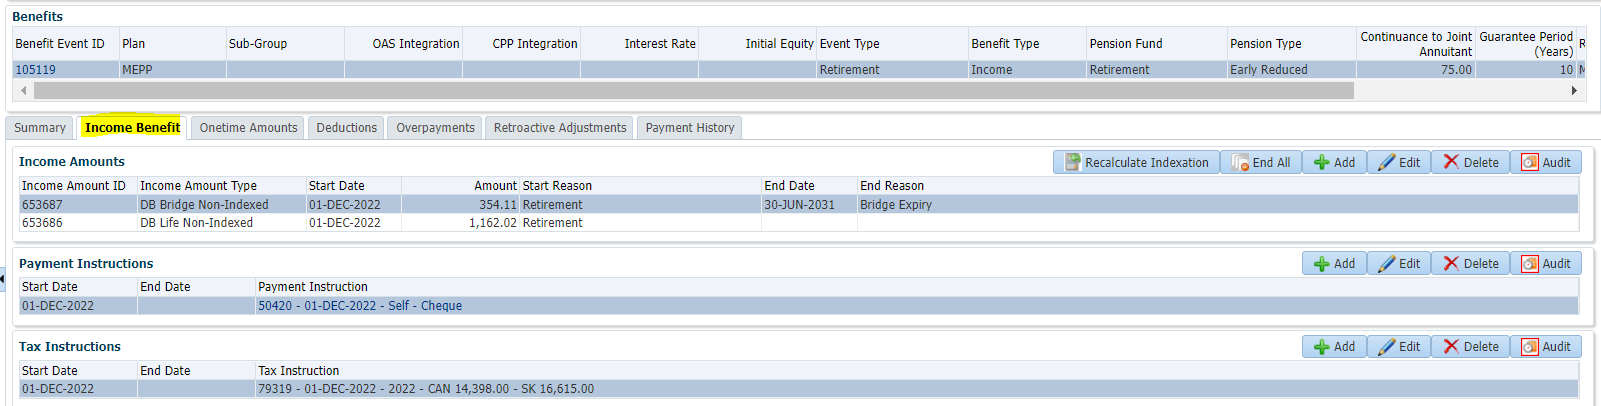 Benefits
Benefit Event ID Plan Sub-Group OAS Integration CPP Integration Interest Rate Initial Equity Event Type Benefit Type Pension Fund Pension Type Continuance to Joint Annuitant Guarantee Period (Years) R
105119 MEPP Retirement Income Retirement Early Reduced 75.00 10 M
Summary Income Benefit Onetime Amounts Deductions Overpayments Retroactive Adjustments Payment History
Income Amounts Recalculate Indexation End All Add Edit Delete Audit
Income Amount ID Income Amount Type Start Date Amount Start Reason End Date End Reason
653687 DB Bridge Non-Indexed 01-DEC-2022 354.11 Retirement 30-JUN-2031 Bridge Expiry
653686 DB Life Non-Indexed 01-DEC-2022 1,162.02 Retirement
Payment Instructions Add Edit Delete Audit
Start Date End Date Payment Instruction
01-DEC-2022 50420 - 01-DEC-2022 - Self - Cheque
Tax Instructions Add Edit Delete Audit
Start Date End Date Tax Instruction
01-DEC-2022 79319 - 01-DEC-2022 - 2022 - CAN 14,398.00 - SK 16,615.00